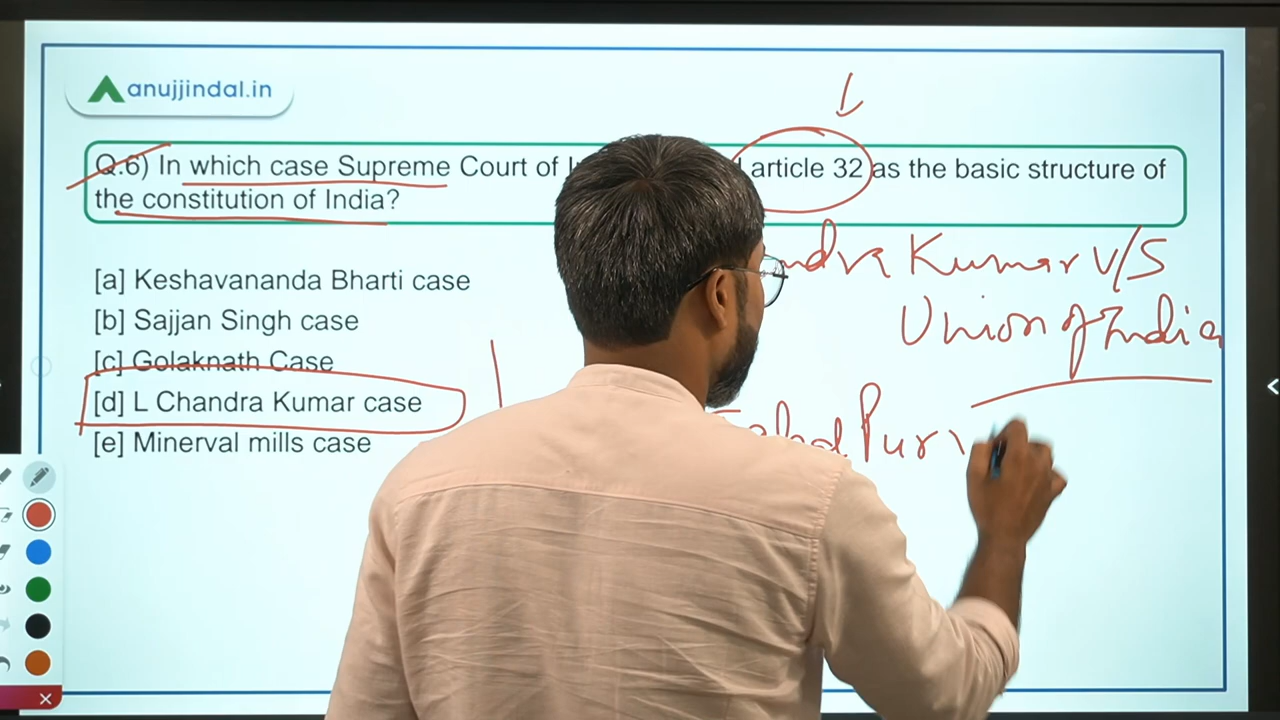 anujjindal.in
Q.6) In which case Supreme Court of article 32 as the basic structure of
the constitution of India?
[a] Keshavananda Bharti case
[b] Sajjan Singh case
[c] Golaknath Case
[d] L Chandra Kumar case
[e] Minerval mills case
ndra Kumar V/S
Union of India
Pur